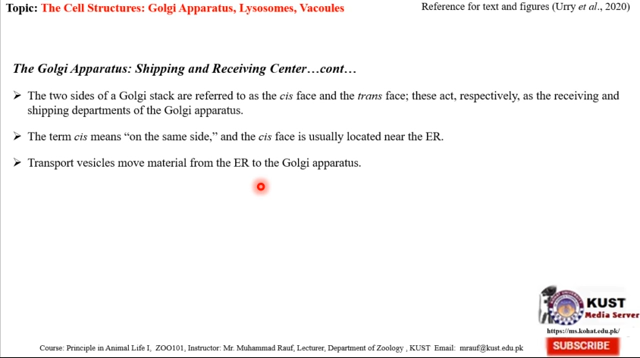 Topic: The Cell Structures: Golgi Apparatus, Lysosomes, Vacoules
Reference for text and figures (Urry et al., 2020)
The Golgi Apparatus: Shipping and Receiving Center…cont…
➢ The two sides of a Golgi stack are referred to as the cis face and the trans face; these act, respectively, as the receiving and
shipping departments of the Golgi apparatus.
➢ The term cis means “on the same side,” and the cis face is usually located near the ER.
➢ Transport vesicles move material from the ER to the Golgi apparatus.
KUST
Media Server
https://ms.kohat.edu.pk/
SUBSCRIBE
Course: Principle in Animal Life I, ZOO101, Instructor: Mr. Muhammad Rauf, Lecturer, Department of Zoology , KUST Email: mrauf@kust.edu.pk